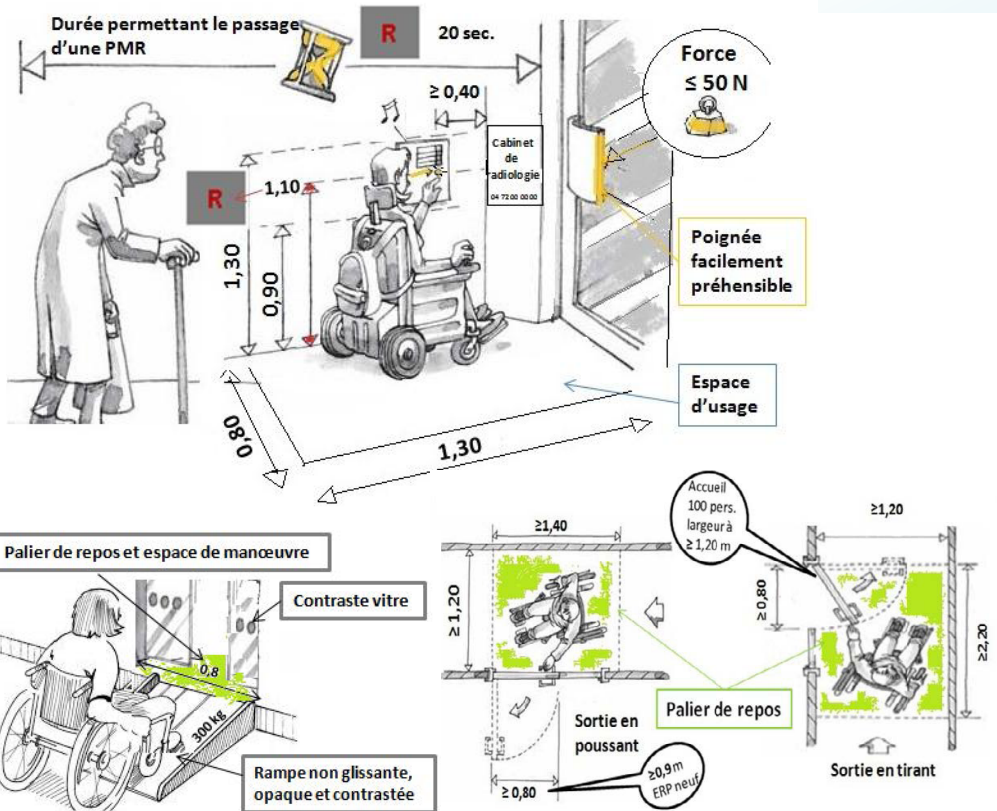 Durée permettant le passage
d'une PMR
R
20 sec.
Force
≤ 50 N
≥ 0,40
Cabinet
de
adiologie
04 72 00 00 00
R
1,10
1,30
0,90
Poignée
facilement
préhensible
Espace
d'usage
0,80
1,30
Palier de repos et espace de manœuvre
Contraste vitre
0,8
300 kg
Rampe non glissante,
opaque et contrastée
≥1,40
≥ 1,20
Sortie en
poussant
≥ 0,80
≥0,9m
ERP neuf
Palier de repos
Accueil
100 pers.
largeur à
≥ 1,20 m
≥1,20
≥0,80
≥2,20
Sortie en tirant